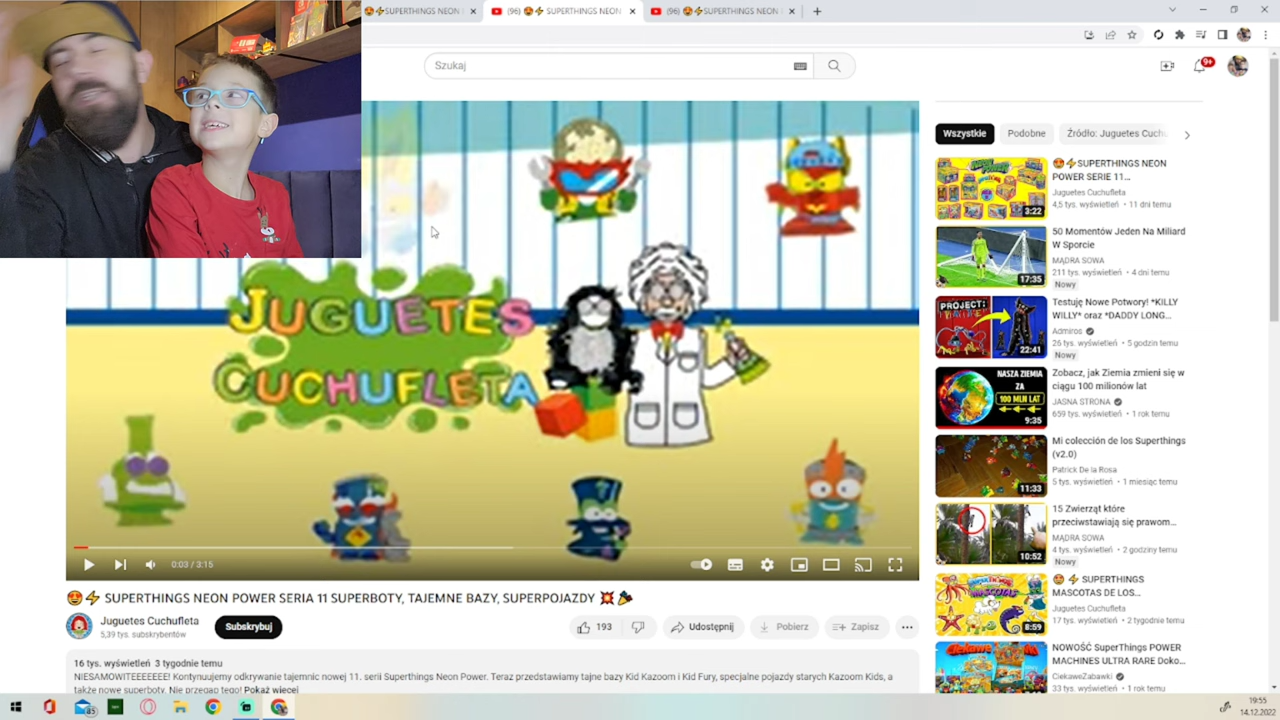 😍⚡SUPERTHINGS NEON
(96) 😍⚡ SUPERTHINGS NEON
(96) 😍⚡SUPERTHINGS NEON
Szukaj
9+
Wszystkie
Podobne
Źródło: Juguetes Cuch
JUGUETES
CUCHUFLETA
0:03 / 3:15
😍⚡ SUPERTHINGS NEON POWER SERIA 11 SUPERBOTY, TAJEMNE BAZY, SUPERPOJAZDY 💥🎉
Juguetes Cuchufleta
5,39 tys. subskrybentów
Subskrybuj
193
Udostępnij
Pobierz
Zapisz
16 tys. wyświetleń 3 tygodnie temu
NIESAMOWITEEEEEEE! Kontynuujemy odkrywanie tajemnic nowej 11. serii Superthings Neon Power. Teraz przedstawiamy tajne bazy Kid Kazoom i Kid Fury, specjalne pojazdy starych Kazoom Kids, a
także nowe superboty. Nie przegap tego! Pokaż więcej
😍⚡SUPERTHINGS NEON
POWER SERIE 11...
Juguetes Cuchufleta
4,5 tys. wyświetleń • 11 dni temu
3:22
50 Momentów Jeden Na Miliard
W Sporcie
MĄDRA SOWA
211 tys. wyświetleń • 4 dni temu
Nowy
17:35
PROJECT:
Testuję Nowe Potwory! *KILLY
WILLY* oraz *DADDY LONG...
Admiros
26 tys. wyświetleń • 5 godzin temu
Nowy
22:41
NASZA ZIEMIA
ZA
100 MLN LAT
9:35
Zobacz, jak Ziemia zmieni się w
ciągu 100 milionów lat
JASNA STRONA
659 tys. wyświetleń • 1 rok temu
Mi colección de los Superthings
(v2.0)
Patrick De la Rosa
5 tys. wyświetleń • 1 miesiąc temu
11:33
15 Zwierząt które
przeciwstawiają się prawom...
MĄDRA SOWA
4 tys. wyświetleń • 2 godziny temu
Nowy
10:52
😍⚡ SUPERTHINGS
MASCOTAS DE LOS...
Juguetes Cuchufleta
17 tys. wyświetleń • 2 tygodnie temu
8:59
NOWOŚĆ SuperThings POWER
MACHINES ULTRA RARE Doko...
CiekaweZabawki
33 tys. wyświetleń • 1 rok temu
85
19:55
14.12.2022